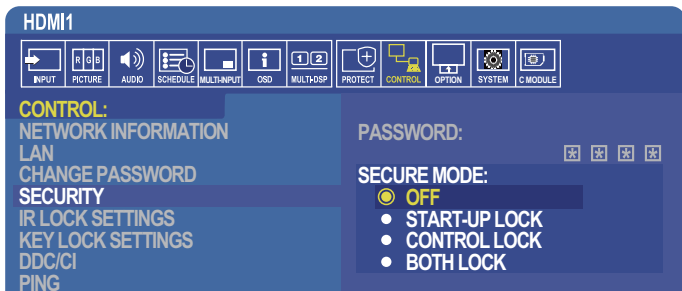 HDMI1
INPUT RGB PICTURE AUDIO SCHEDULE MULTI-INPUT OSD 12 MULTI-DSP PROTECT CONTROL OPTION SYSTEM C MODULE
CONTROL:
NETWORK INFORMATION
LAN
CHANGE PASSWORD
SECURITY
IR LOCK SETTINGS
KEY LOCK SETTINGS
DDC/CI
PING
PASSWORD:
* * * *
SECURE MODE:
OFF
START-UP LOCK
CONTROL LOCK
BOTH LOCK